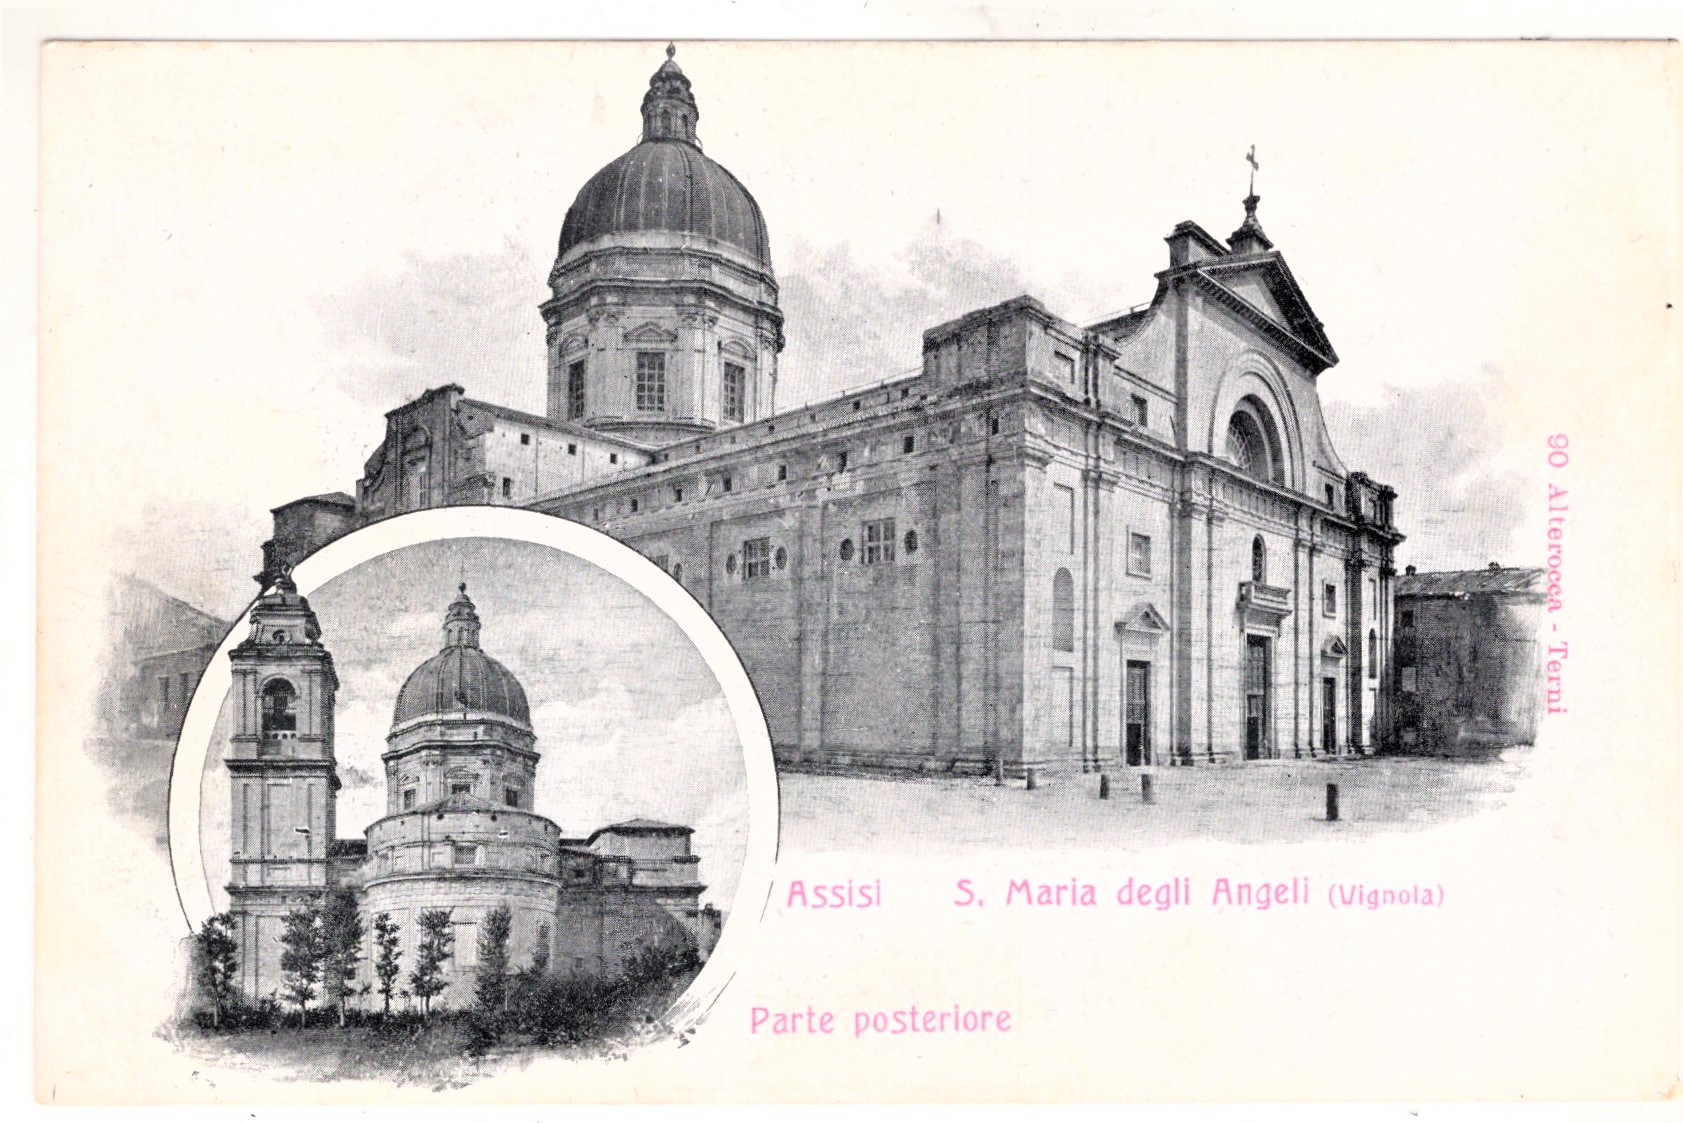 Assisi S. Maria degli Angeli (Vignola)
Parte posteriore
90 Alterocca - Terni